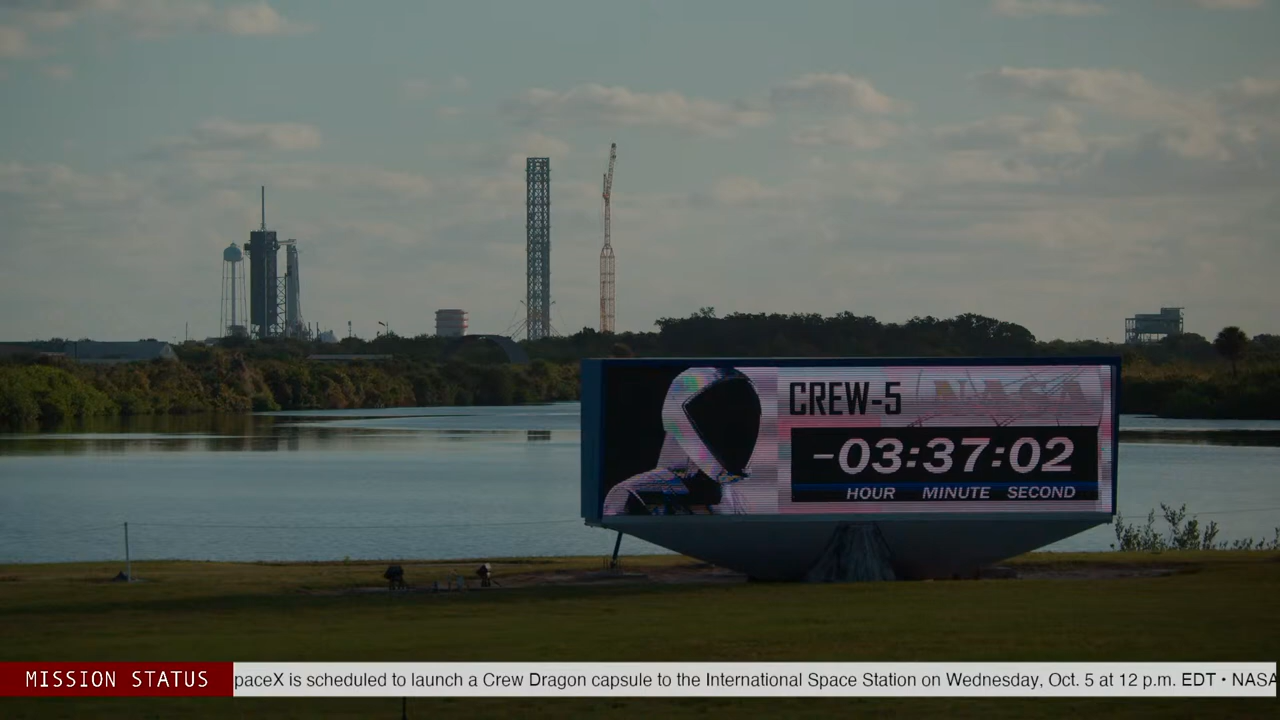 CREW-5
NASA
-03:37:02
HOUR MINUTE SECOND
MISSION STATUS
paceX is scheduled to launch a Crew Dragon capsule to the International Space Station on Wednesday, Oct. 5 at 12 p.m. EDT • NASA